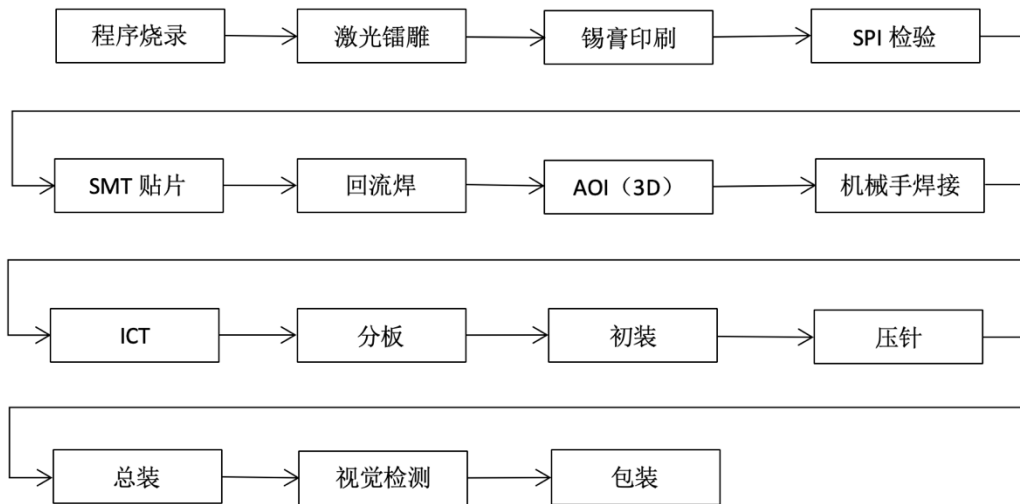 程序烧录
激光镭雕
锡膏印刷
SPI 检验
SMT 贴片
回流焊
AOI（3D）
机械手焊接
ICT
分板
初装
压针
总装
视觉检测
包装